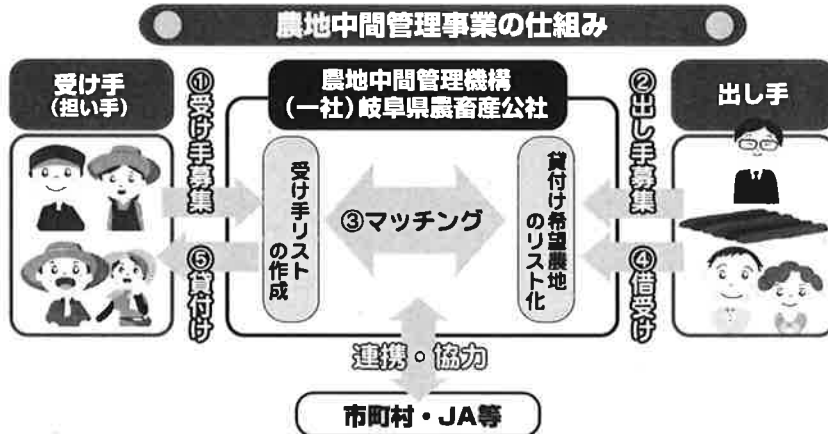 農地中間管理事業の仕組み
受け手
(担い手)
①受け手募集
農地中間管理機構
(一社)岐阜県農畜産公社
②出し手募集
出し手
受け手リスト
の作成
③マッチング
貸付け希望農地
のリスト化
⑤貸付け
④借受け
連携・協力
市町村・JA等